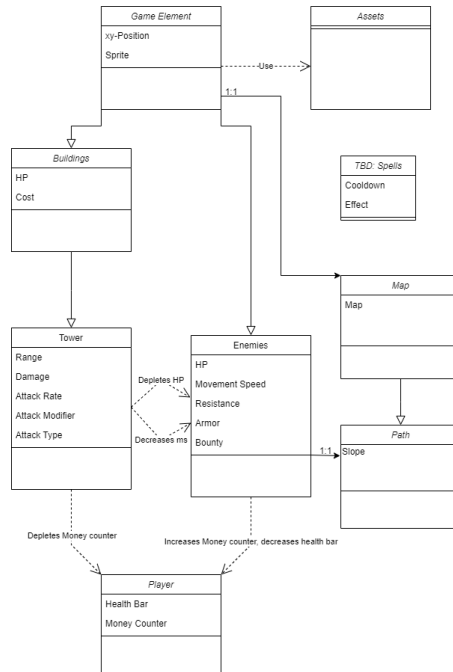 Game Element
xy-Position
Sprite
Assets
Use
1:1
Buildings
HP
Cost
TBD: Spells
Cooldown
Effect
Map
Map
Tower
Range
Damage
Attack Rate
Attack Modifier
Attack Type
Depletes HP
Decreases ms
Enemies
HP
Movement Speed
Resistance
Armor
Bounty
1:1
Path
Slope
Depletes Money counter
Increases Money counter, decreases health bar
Player
Health Bar
Money Counter